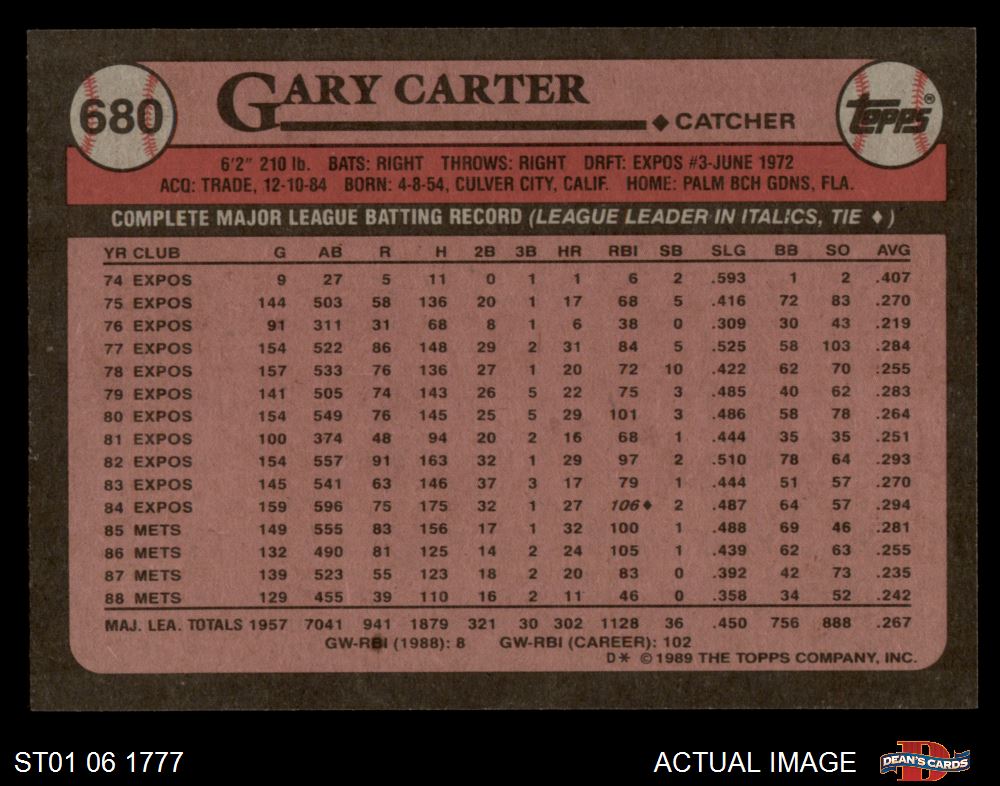 680 GARY CARTER Topps®
◆ CATCHER
6'2" 210 lb. BATS: RIGHT THROWS: RIGHT DRFT: EXPOS #3-JUNE 1972
ACQ: TRADE, 12-10-84 BORN: 4-8-54, CULVER CITY, CALIF. HOME: PALM BCH GDNS, FLA.
COMPLETE MAJOR LEAGUE BATTING RECORD (LEAGUE LEADER IN ITALICS, TIE ◆)
YR CLUB G AB R H 2B 3B HR RBI SB SLG BB SO AVG
74 EXPOS 9 27 5 11 0 1 1 6 2 .593 1 2 .407
75 EXPOS 144 503 58 136 20 1 17 68 5 .416 72 83 .270
76 EXPOS 91 311 31 68 8 1 6 38 0 .309 30 43 .219
77 EXPOS 154 522 86 148 29 2 31 84 5 .525 58 103 .284
78 EXPOS 157 533 76 136 27 1 20 72 10 .422 62 70 .255
79 EXPOS 141 505 74 143 26 5 22 75 3 .485 40 62 .283
80 EXPOS 154 549 76 145 25 5 29 101 3 .486 58 78 .264
81 EXPOS 100 374 48 94 20 2 16 68 1 .444 35 35 .251
82 EXPOS 154 557 91 163 32 1 29 97 2 .510 78 64 .293
83 EXPOS 145 541 63 146 37 3 17 79 1 .444 51 57 .270
84 EXPOS 159 596 75 175 32 1 27 106◆ 2 .487 64 57 .294
85 METS 149 555 83 156 17 1 32 100 1 .488 69 46 .281
86 METS 132 490 81 125 14 2 24 105 1 .439 62 63 .255
87 METS 139 523 55 123 18 2 20 83 0 .392 42 73 .235
88 METS 129 455 39 110 16 2 11 46 0 .358 34 52 .242
MAJ. LEA. TOTALS 1957 7041 941 1879 321 30 302 1128 36 .450 756 888 .267
GW-RBI (1988): 8 GW-RBI (CAREER): 102
D* ©1989 THE TOPPS COMPANY, INC.
ST01 06 1777 ACTUAL IMAGE D DEAN'S CARDS